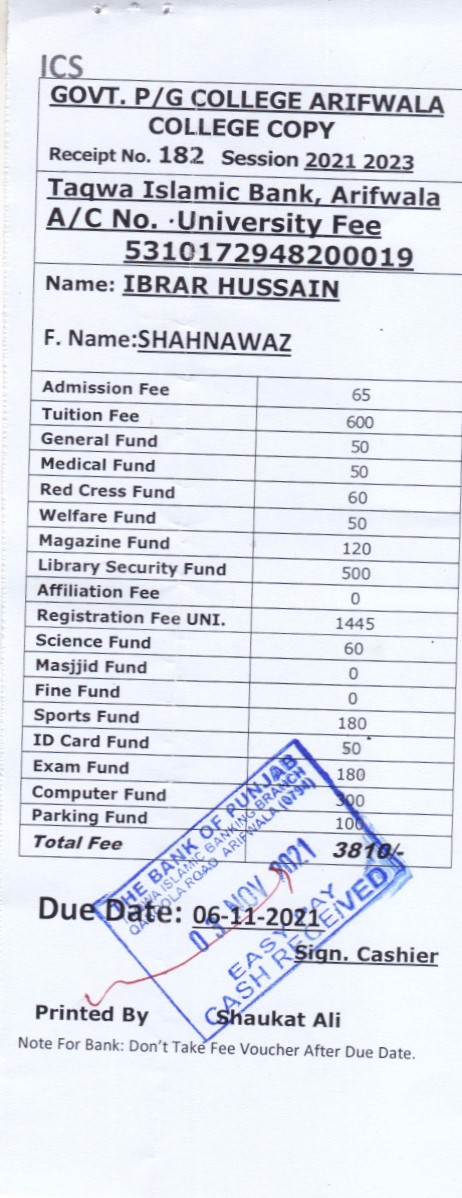 ICS
GOVT. P/G COLLEGE ARIFWALA
COLLEGE COPY
Receipt No. 182 Session 2021 2023
Taqwa Islamic Bank, Arifwala
A/C No. ·University Fee
5310172948200019
Name: IBRAR HUSSAIN
F. Name:SHAHNAWAZ
Admission Fee 65
Tuition Fee 600
General Fund 50
Medical Fund 50
Red Cress Fund 60
Welfare Fund 50
Magazine Fund 120
Library Security Fund 500
Affiliation Fee 0
Registration Fee UNI. 1445
Science Fund 60
Masjjid Fund 0
Fine Fund 0
Sports Fund 180
ID Card Fund 50
Exam Fund 180
Computer Fund 300
Parking Fund 100
Total Fee 3810/-
THE BANK OF PUNJAB
ISLAMIC BANKING BRANCH
ROAD ARIFWALA (0794)
NOV 2021
CASH RECEIVED
Due Date: 06-11-2021
Sign. Cashier
Printed By Shaukat Ali
Note For Bank: Don't Take Fee Voucher After Due Date.